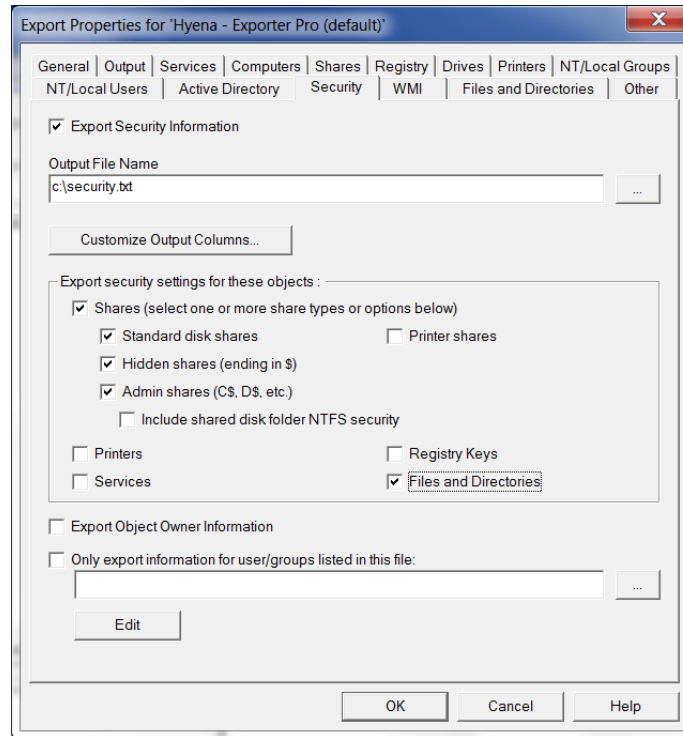 Export Properties for 'Hyena - Exporter Pro (default)'
X
General Output Services Computers Shares Registry Drives Printers NT/Local Groups
NT/Local Users Active Directory Security WMI Files and Directories Other
Export Security Information
Output File Name
c:\security.txt
...
Customize Output Columns...
Export security settings for these objects :
Shares (select one or more share types or options below)
Standard disk shares Printer shares
Hidden shares (ending in $)
Admin shares (C$, D$, etc.)
Include shared disk folder NTFS security
Printers Registry Keys
Services Files and Directories
Export Object Owner Information
Only export information for user/groups listed in this file:
...
Edit
OK Cancel Help